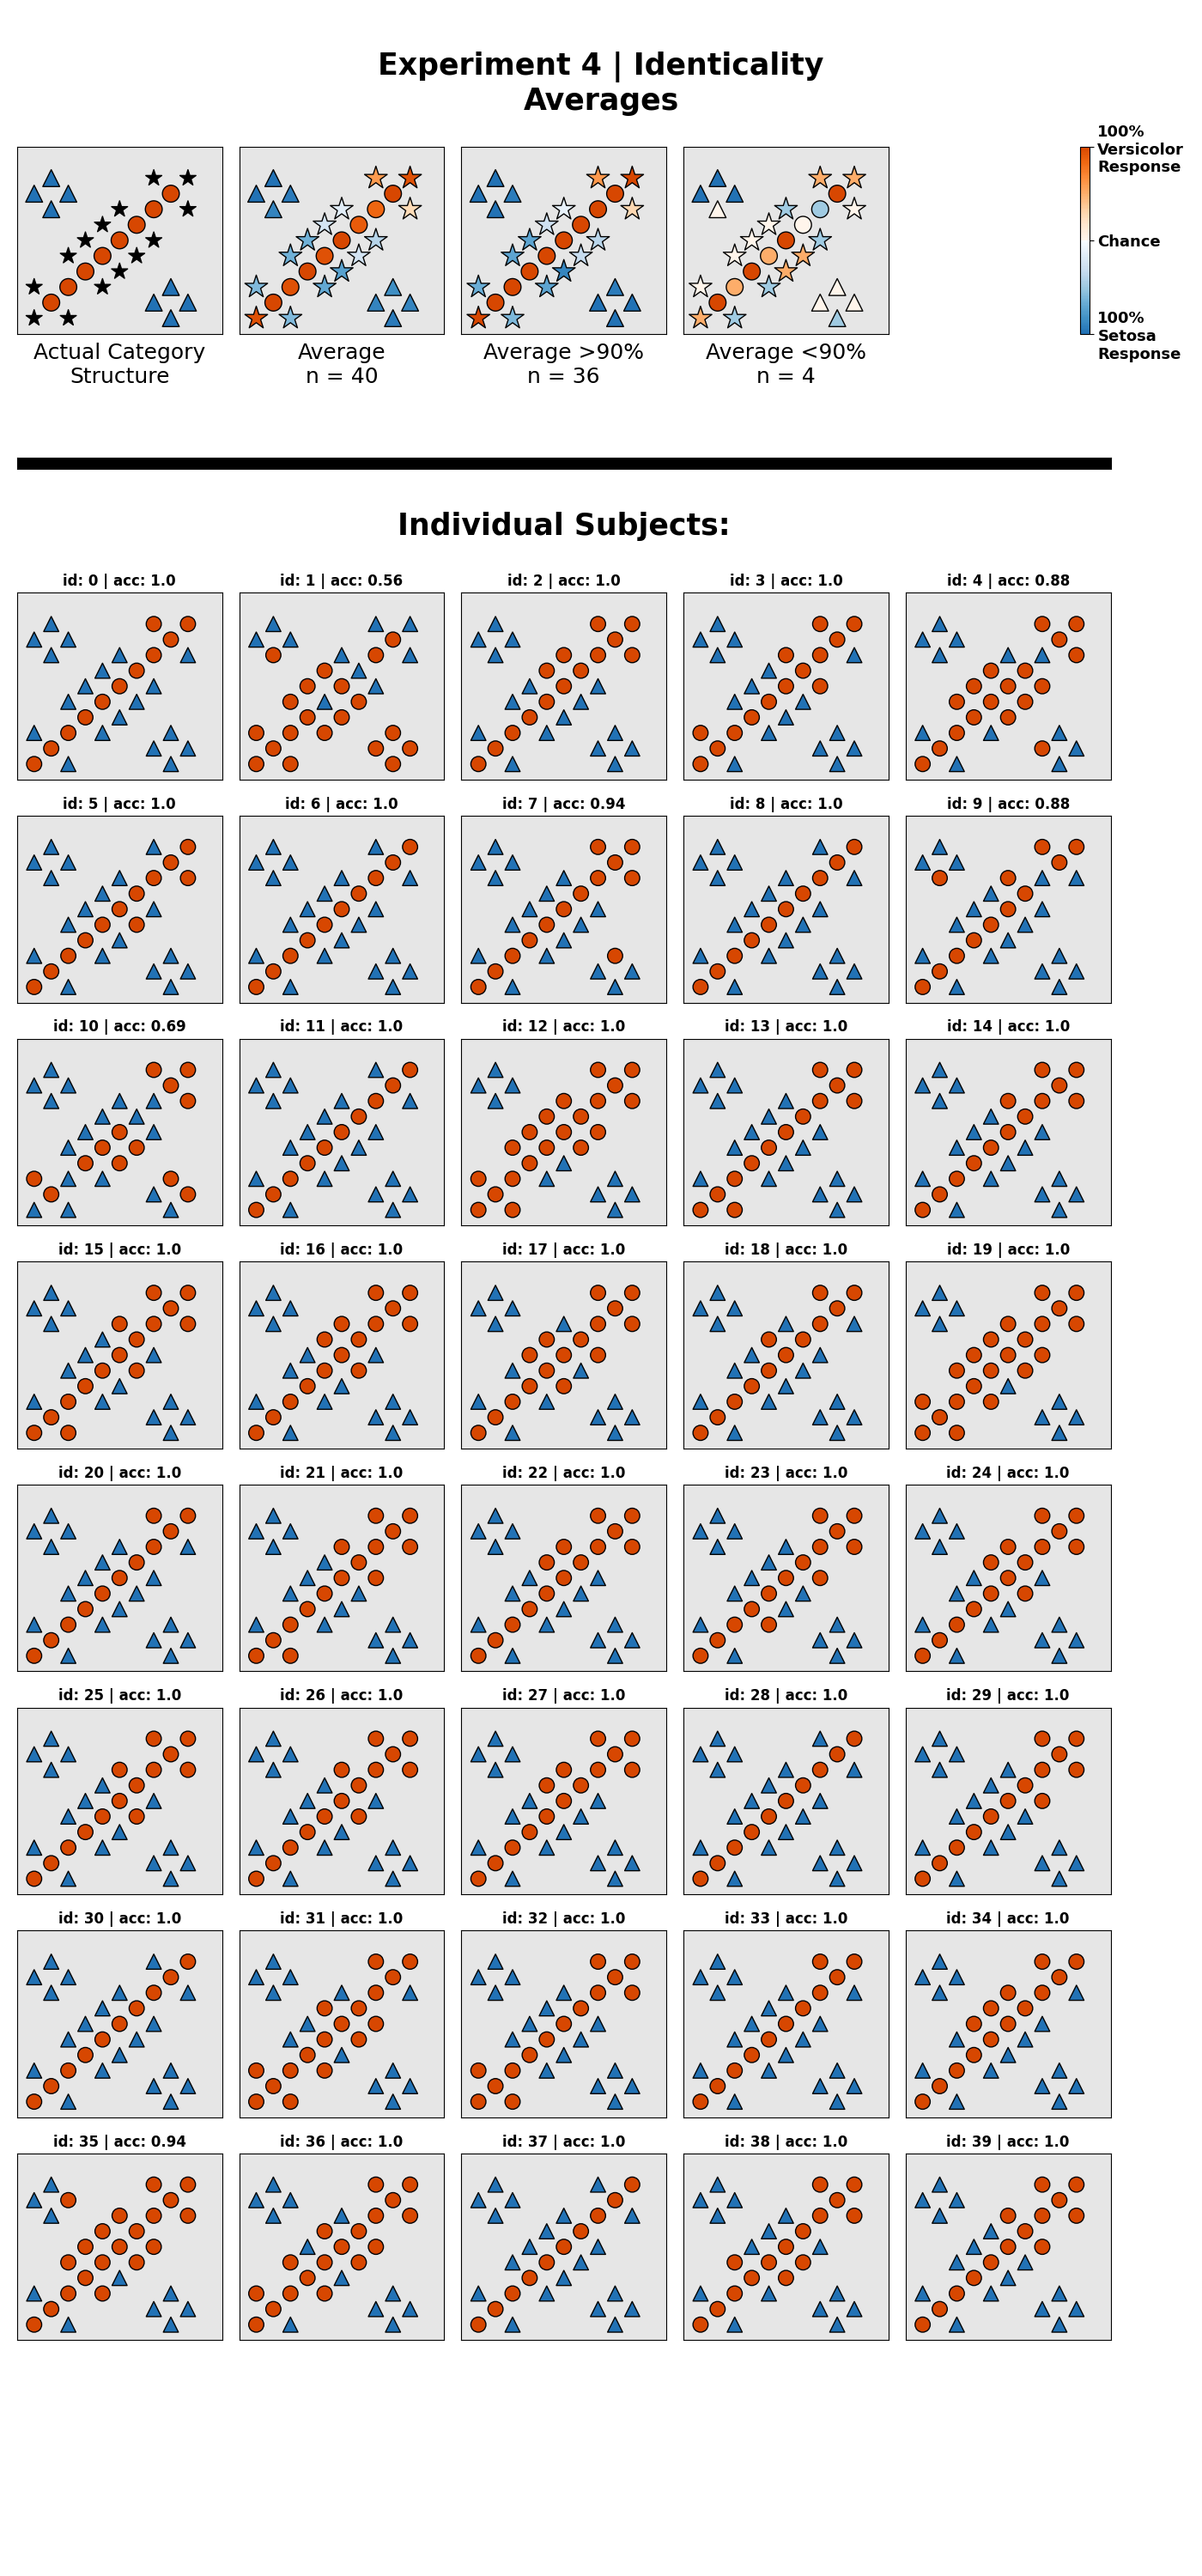 Experiment 4 | Identicality
Averages
100%
Versicolor
Response
Chance
100%
Setosa
Response
Actual Category
Structure
Average
n = 40
Average >90%
n = 36
Average <90%
n = 4
Individual Subjects:
id: 0 | acc: 1.0
id: 1 | acc: 0.56
id: 2 | acc: 1.0
id: 3 | acc: 1.0
id: 4 | acc: 0.88
id: 5 | acc: 1.0
id: 6 | acc: 1.0
id: 7 | acc: 0.94
id: 8 | acc: 1.0
id: 9 | acc: 0.88
id: 10 | acc: 0.69
id: 11 | acc: 1.0
id: 12 | acc: 1.0
id: 13 | acc: 1.0
id: 14 | acc: 1.0
id: 15 | acc: 1.0
id: 16 | acc: 1.0
id: 17 | acc: 1.0
id: 18 | acc: 1.0
id: 19 | acc: 1.0
id: 20 | acc: 1.0
id: 21 | acc: 1.0
id: 22 | acc: 1.0
id: 23 | acc: 1.0
id: 24 | acc: 1.0
id: 25 | acc: 1.0
id: 26 | acc: 1.0
id: 27 | acc: 1.0
id: 28 | acc: 1.0
id: 29 | acc: 1.0
id: 30 | acc: 1.0
id: 31 | acc: 1.0
id: 32 | acc: 1.0
id: 33 | acc: 1.0
id: 34 | acc: 1.0
id: 35 | acc: 0.94
id: 36 | acc: 1.0
id: 37 | acc: 1.0
id: 38 | acc: 1.0
id: 39 | acc: 1.0